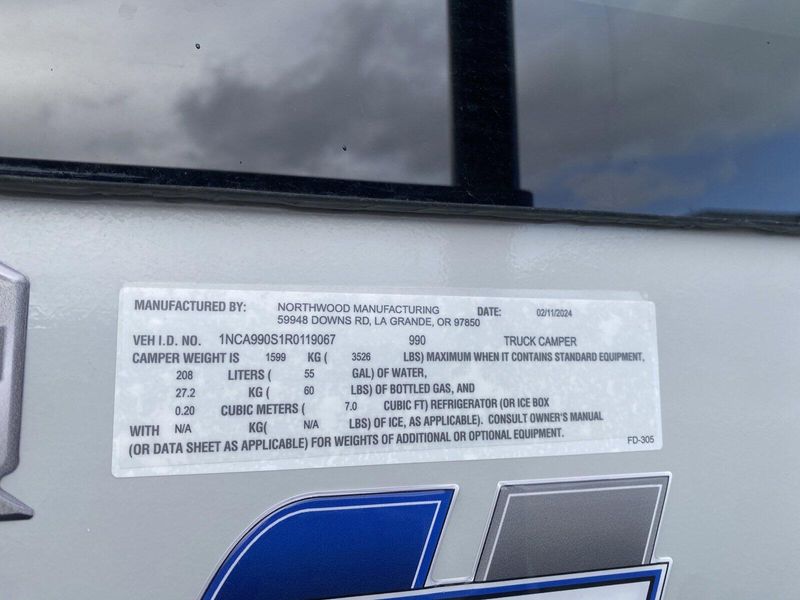 MANUFACTURED BY: NORTHWOOD MANUFACTURING DATE: 02/11/2024
59948 DOWNS RD, LA GRANDE, OR 97850
VEH I.D. NO. 1NCA990S1R0119067 990 TRUCK CAMPER
CAMPER WEIGHT IS 1599 KG ( 3526 LBS) MAXIMUM WHEN IT CONTAINS STANDARD EQUIPMENT,
208 LITERS ( 55 GAL) OF WATER,
27.2 KG ( 60 LBS) OF BOTTLED GAS, AND
0.20 CUBIC METERS ( 7.0 CUBIC FT) REFRIGERATOR (OR ICE BOX
WITH N/A KG( N/A LBS) OF ICE, AS APPLICABLE). CONSULT OWNER'S MANUAL
(OR DATA SHEET AS APPLICABLE) FOR WEIGHTS OF ADDITIONAL OR OPTIONAL EQUIPMENT.
FD-305